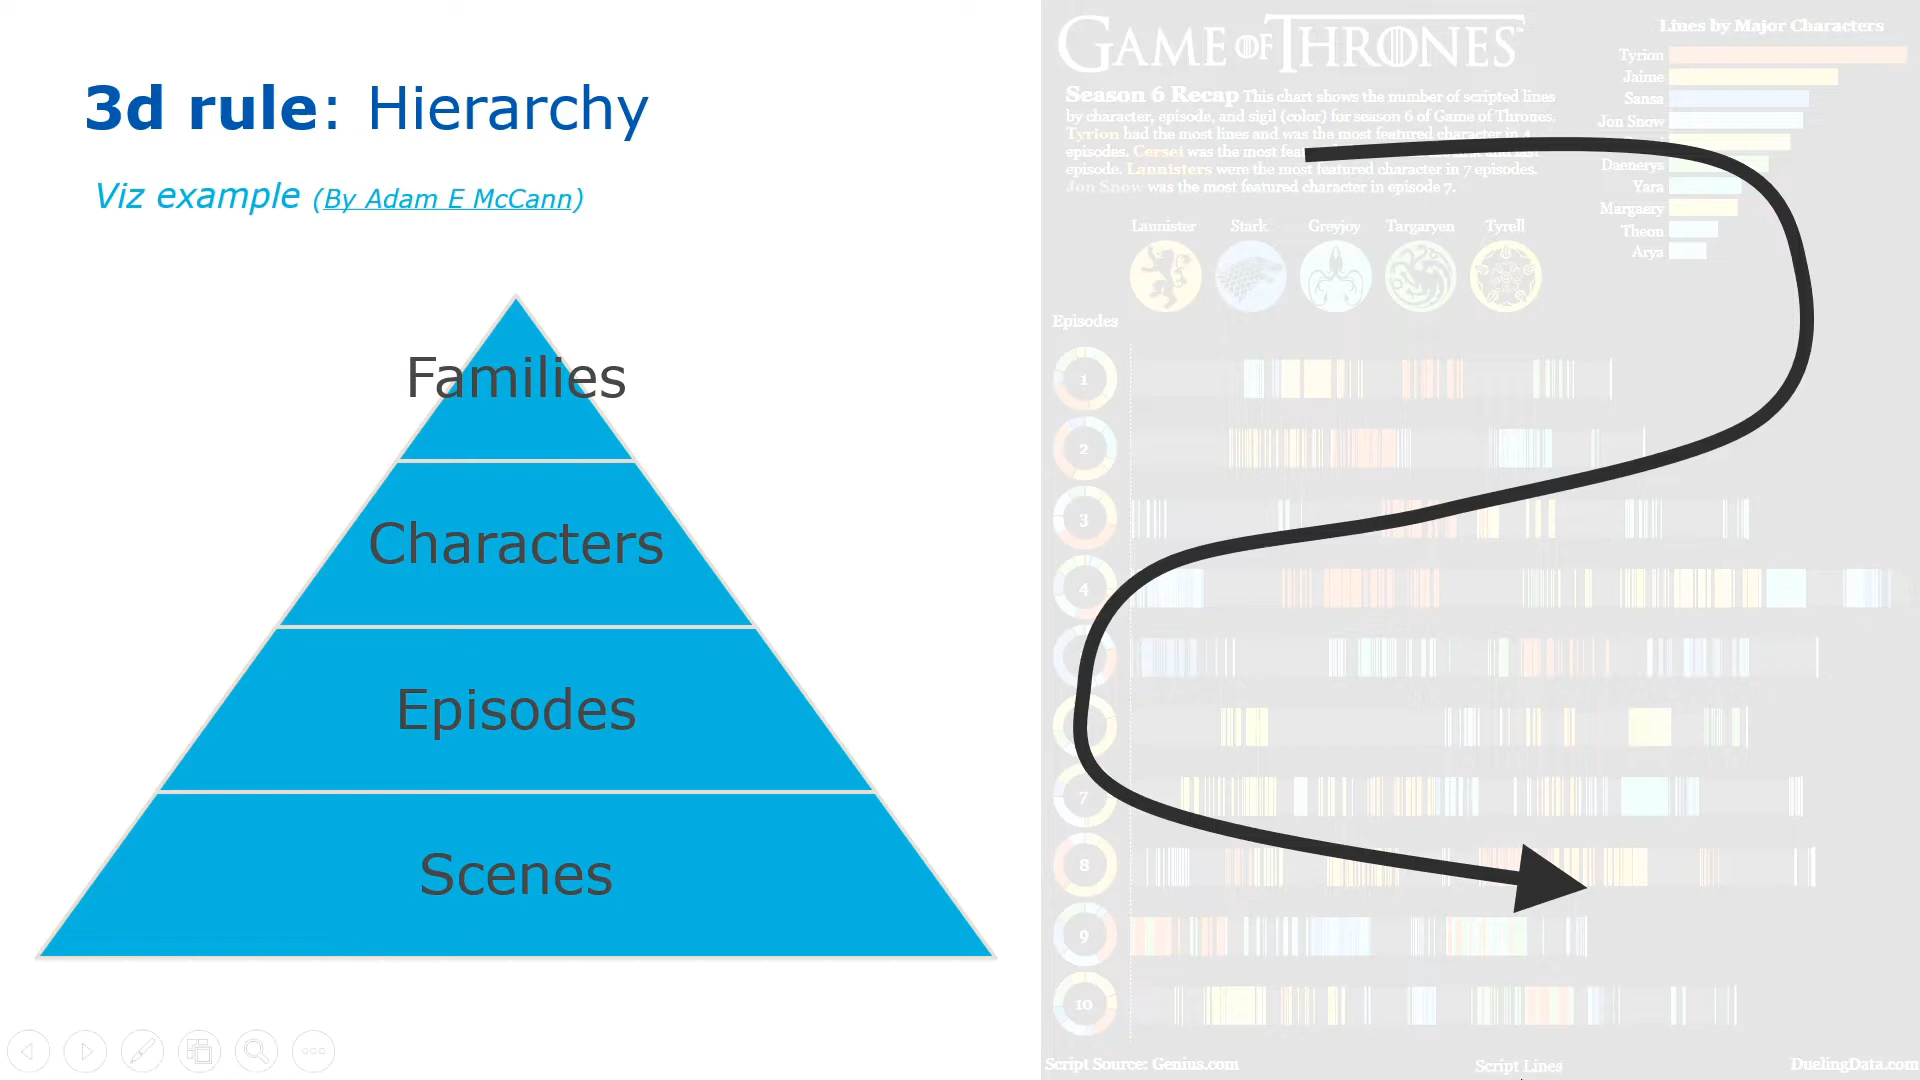 3d rule: Hierarchy
Viz example (By Adam E McCann)
Families
Characters
Episodes
Scenes
GAME OF THRONES
Season 6 Recap This chart shows the number of scripted lines
by character, episode, and sigil (color) for season 6 of Game of Thrones.
Tyrion had the most lines and was the most featured character in 4
episodes. Cersei was the most and last
episode. Lannisters were the most featured character in 7 episodes.
Jon Snow was the most featured character in episode 7.
Lines by Major Characters
Tyrion
Jaime
Sansa
Jon Snow
Daenerys
Yara
Margaery
Theon
Arya
Lannister Stark Greyjoy Targaryen Tyrell
Episodes
1
2
3
4
7
8
9
10
Script Source: Genius.com
Script Lines
DuelingData.com